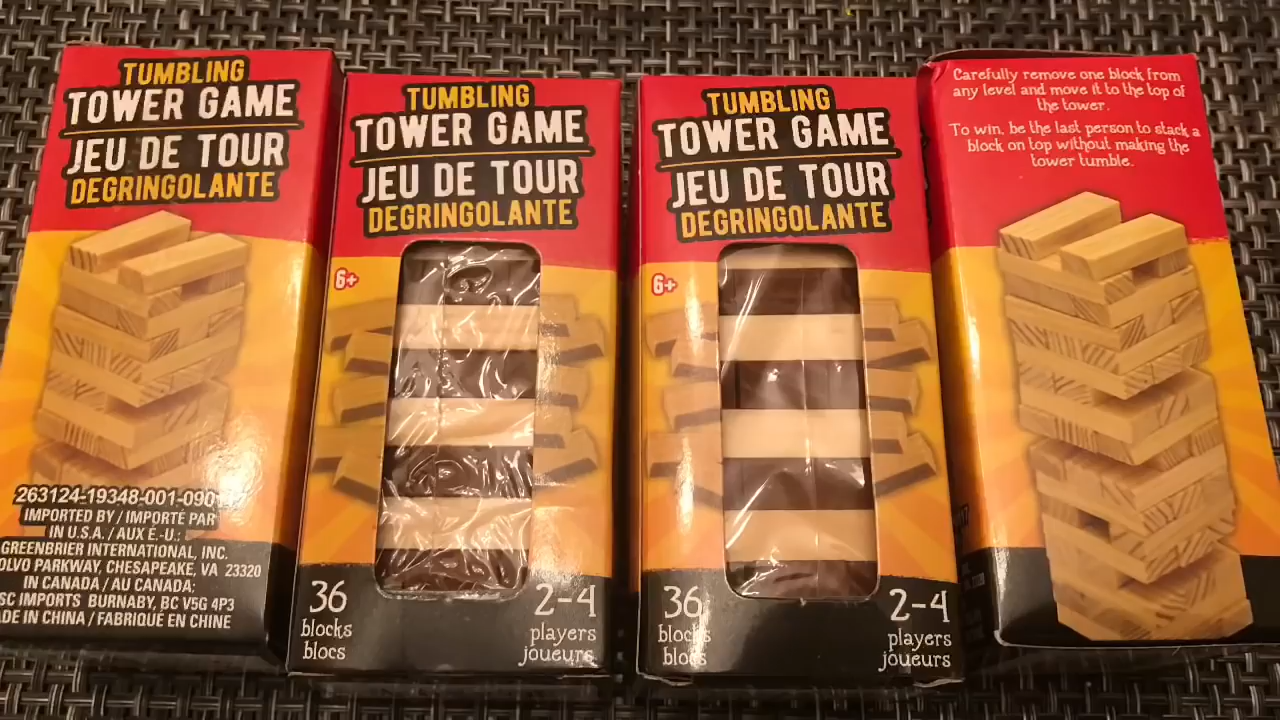 TUMBLING
TOWER GAME
JEU DE TOUR
DEGRINGOLANTE
263124-19348-001-090
IMPORTED BY / IMPORTÉ PAR
IN U.S.A. / AUX É.-U.:
GREENBRIER INTERNATIONAL, INC.
PARKWAY, CHESAPEAKE, VA 23320
IN CANADA / AU CANADA:
IMPORTS BURNABY, BC V5G 4P3
IN CHINA / FABRIQUÉ EN CHINE
TUMBLING
TOWER GAME
JEU DE TOUR
DEGRINGOLANTE
6+
36
blocks
blocs
2-4
players
joueurs
TUMBLING
TOWER GAME
JEU DE TOUR
DEGRINGOLANTE
6+
36
blocks
blocs
2-4
players
joueurs
Carefully remove one block from
any level and move it to the top of
the tower.
To win, be the last person to stack a
block on top without making the
tower tumble.